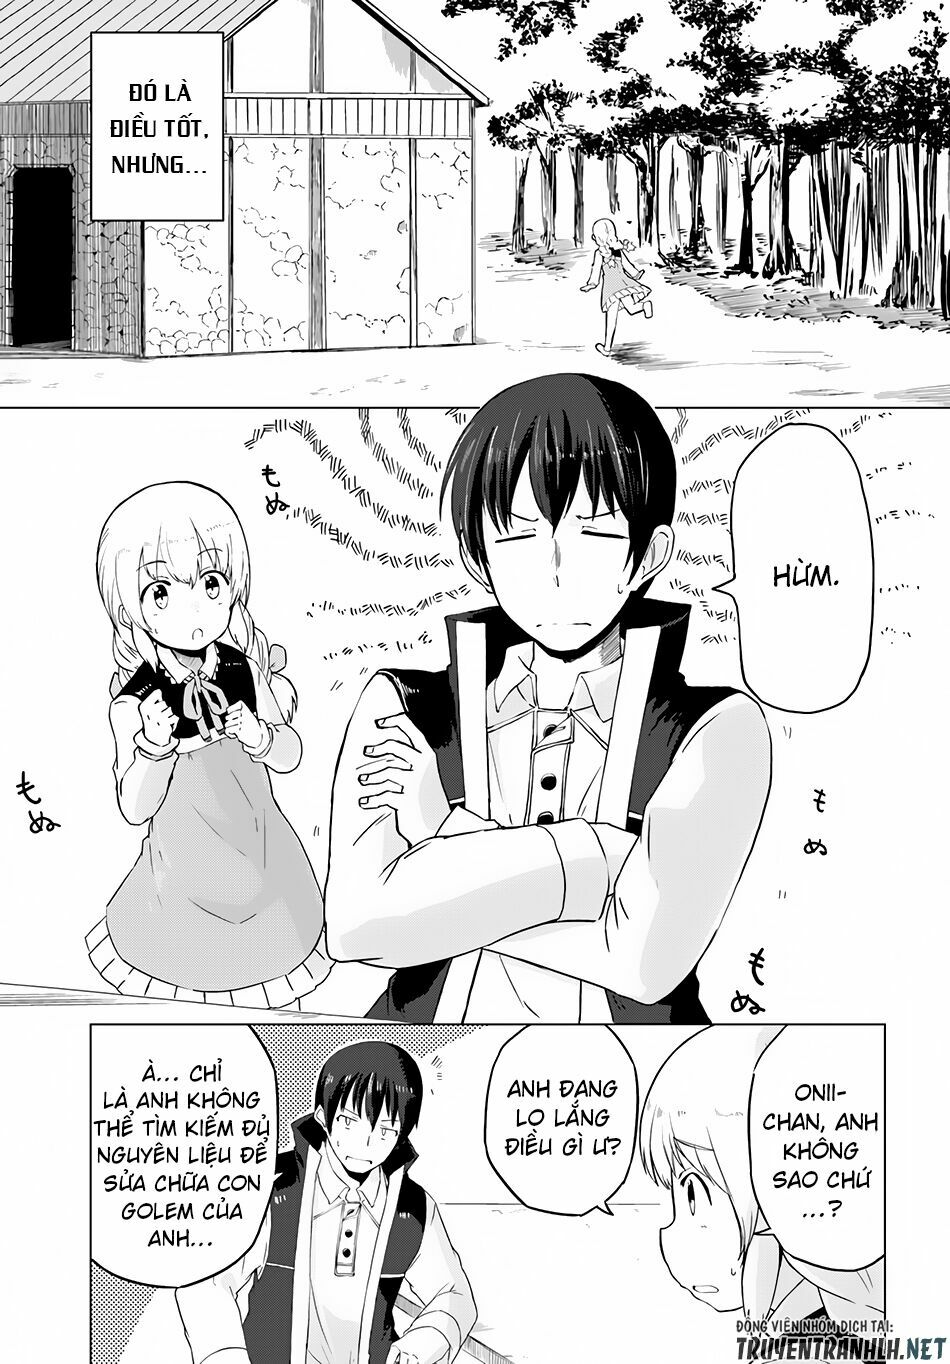 ĐÓ LÀ
ĐIỀU TỐT,
NHƯNG...
HỪM.
もぬ
もぬ
もぬ
もぬ
ONII-
CHAN, ANH
KHÔNG
SAO CHỨ
...?
ANH ĐANG
LO LẮNG
ĐIỀU GÌ Ư?
À... CHỈ
LÀ ANH KHÔNG
THỂ TÌM KIẾM ĐỦ
NGUYÊN LIỆU ĐỂ
SỬA CHỮA CON
GOLEM CỦA
ANH...
ĐỘNG VIÊN NHÓM DỊCH TẠI:
TRUYENTRANHLH.NET